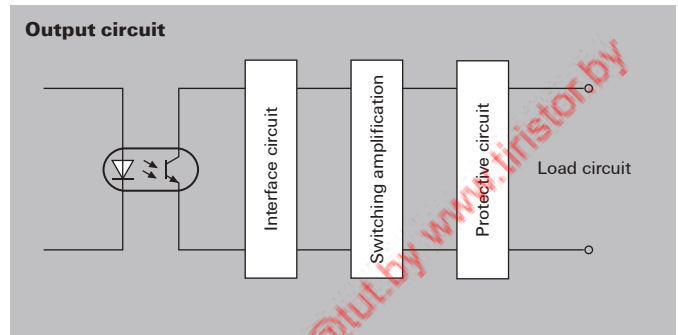 Output circuit
Interface circuit
Switching amplification
Protective circuit
Load circuit
@tut.by www.tiristor.by